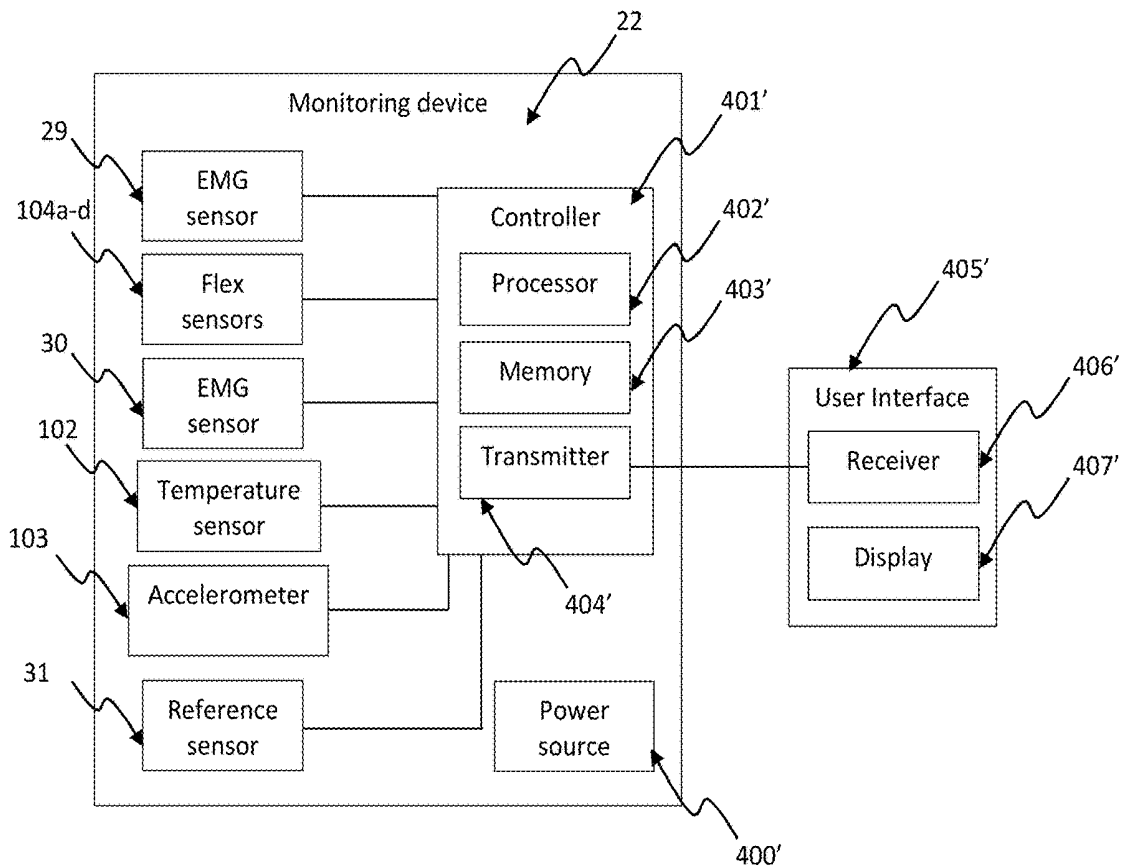 22
Monitoring device
401’
29
EMG
sensor
Controller
402’
104a-d
Processor
Flex
sensors
403’
405’
30
EMG
sensor
Memory
406’
User Interface
102
Transmitter
Receiver
407’
Temperature
sensor
103
Display
Accelerometer
404’
31
Reference
sensor
Power
source
400’